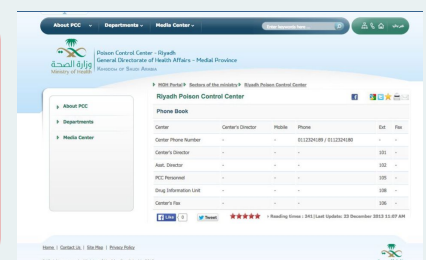 About PCC
Departments
Media Center
Enter keywords here...
عربي
وزارة الصحة
Ministry of Health
Poison Control Center - Riyadh
General Directorate of Health Affairs - Medial Province
Kingdom of Saudi Arabia
MOH Portal Sectors of the ministry Riyadh Poison Control Center
About PCC
Departments
Media Center
Riyadh Poison Control Center
Phone Book
Center Center's Director Mobile Phone Ext Fax
Center Phone Number - - 0112324189 / 0112324180 - -
Center's Director - - - 101 -
Asst. Director - - - 102 -
PCC Personnel - - - 105 -
Drug Information Unit - - - 108 -
Center's Fax - - - 106 -
Like 0 Tweet Reading times : 341 | Last Update: 22 December 2013 11:07 AM
Home | Contact Us | Site Map | Privacy Policy